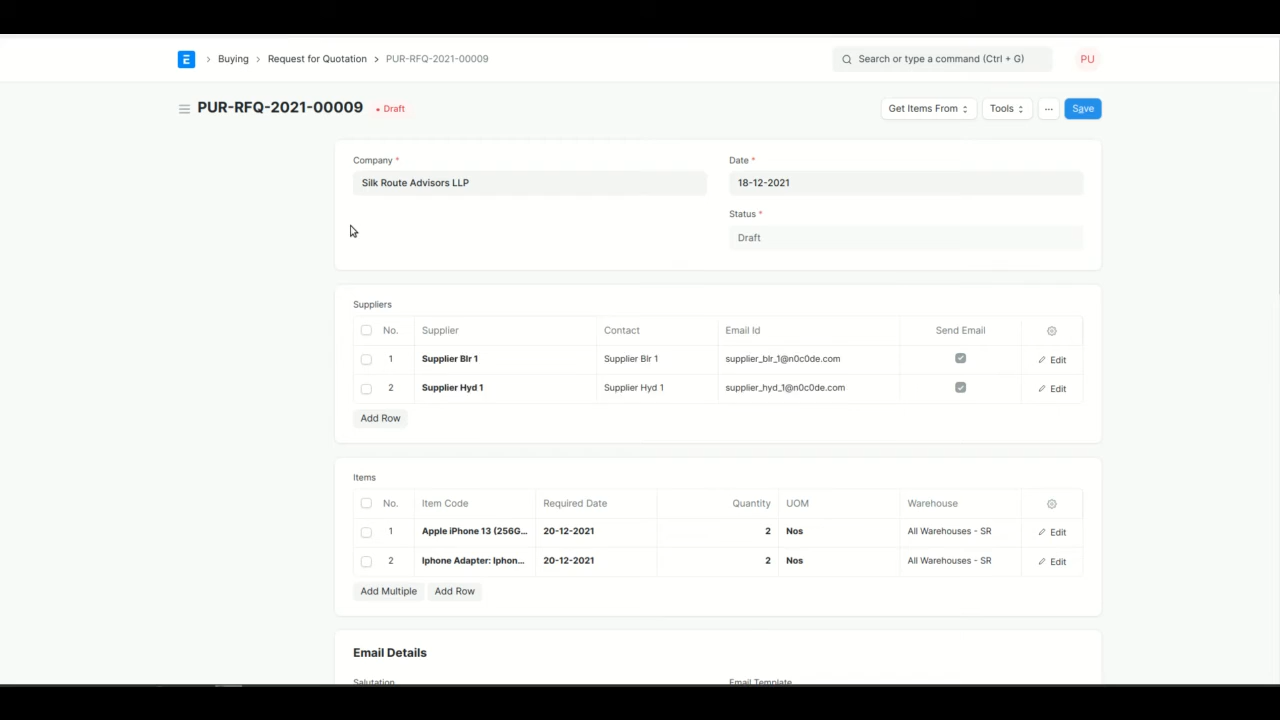 E > Buying > Request for Quotation > PUR-RFQ-2021-00009
Search or type a command (Ctrl + G)
PU
PUR-RFQ-2021-00009 • Draft
Get Items From
Tools
...
Save
Company *
Silk Route Advisors LLP
Date *
18-12-2021
Status *
Draft
Suppliers
No. Supplier Contact Email Id Send Email
1 Supplier Blr 1 Supplier Blr 1 supplier_blr_1@n0c0de.com Edit
2 Supplier Hyd 1 Supplier Hyd 1 supplier_hyd_1@n0c0de.com Edit
Add Row
Items
No. Item Code Required Date Quantity UOM Warehouse
1 Apple iPhone 13 (256G... 20-12-2021 2 Nos All Warehouses - SR Edit
2 Iphone Adapter: Iphon... 20-12-2021 2 Nos All Warehouses - SR Edit
Add Multiple Add Row
Email Details
Salutation Email Template